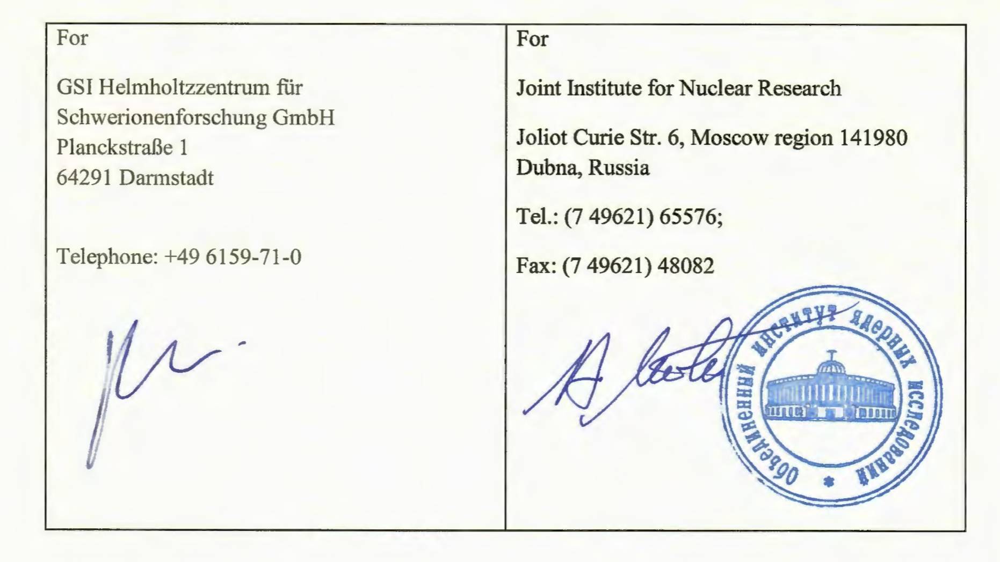 For
GSI Helmholtzzentrum für
Schwerionenforschung GmbH
Planckstraße 1
64291 Darmstadt
Telephone: +49 6159-71-0
For
Joint Institute for Nuclear Research
Joliot Curie Str. 6, Moscow region 141980
Dubna, Russia
Tel.: (7 49621) 65576;
Fax: (7 49621) 48082
Объединенный институт ядерных исследований *